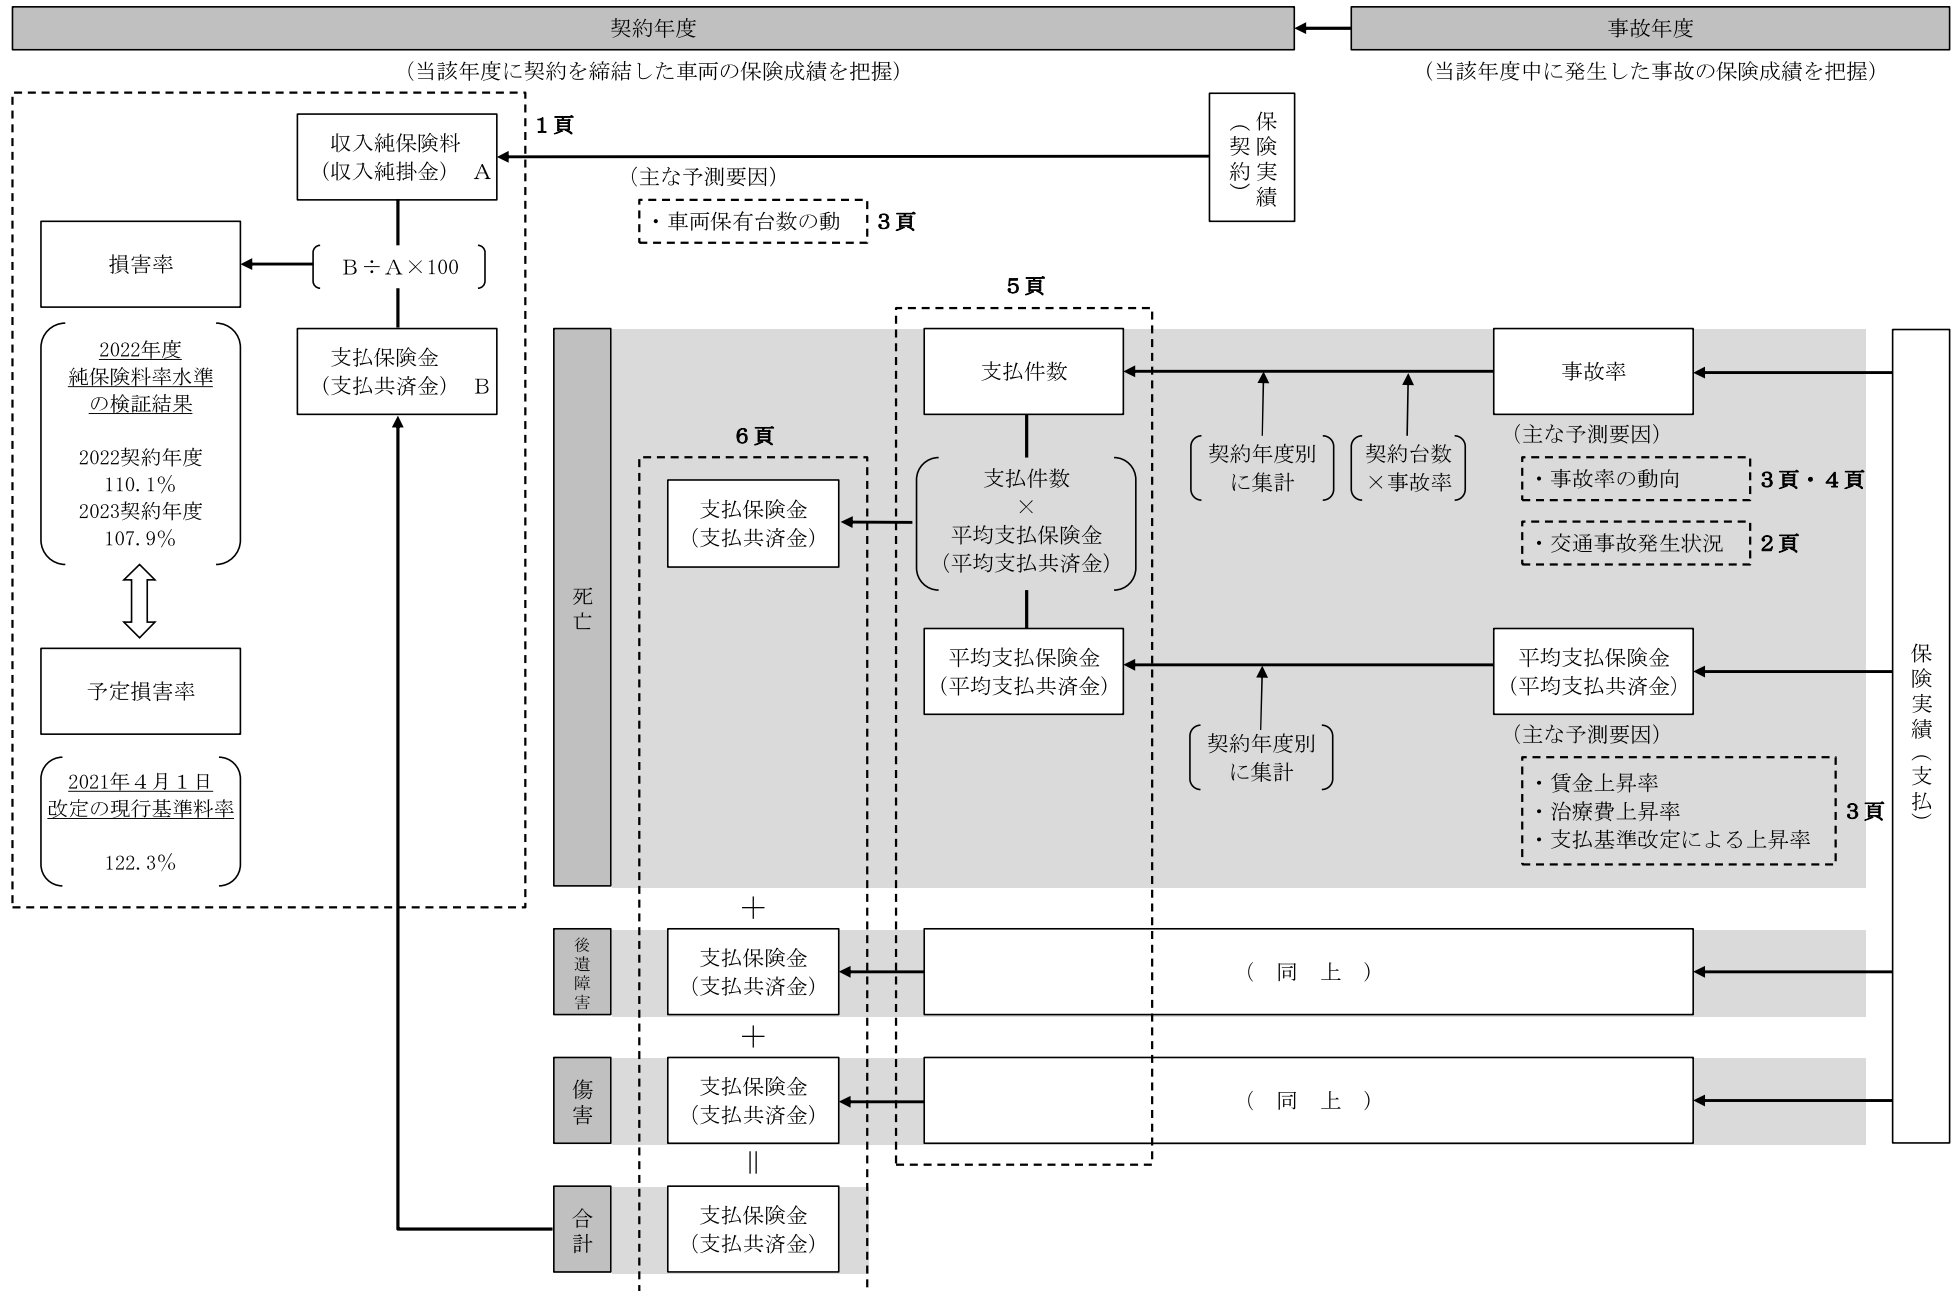 契約年度
事故年度
（当該年度に契約を締結した車両の保険成績を把握）
（当該年度中に発生した事故の保険成績を把握）
1頁
収入純保険料
（収入純掛金） A
保険実績
（契約）
（主な予測要因）
・車両保有台数の動
3頁
損害率
B÷A×100
5頁
2022年度
純保険料率水準
の検証結果
2022契約年度
110.1％
2023契約年度
107.9％
支払保険金
（支払共済金） B
予定損害率
2021年４月１日
改定の現行基準料率
122.3％
死亡
6頁
支払保険金
（支払共済金）
支払件数
支払件数
×
平均支払保険金
（平均支払共済金）
平均支払保険金
（平均支払共済金）
契約年度別
に集計
契約台数
×事故率
契約年度別
に集計
事故率
（主な予測要因）
・事故率の動向
3頁・4頁
・交通事故発生状況
2頁
平均支払保険金
（平均支払共済金）
（主な予測要因）
・賃金上昇率
・治療費上昇率
・支払基準改定による上昇率
3頁
保険実績（支払）
＋
後遺障害
支払保険金
（支払共済金）
（ 同 上 ）
＋
傷害
支払保険金
（支払共済金）
（ 同 上 ）
||
合計
支払保険金
（支払共済金）